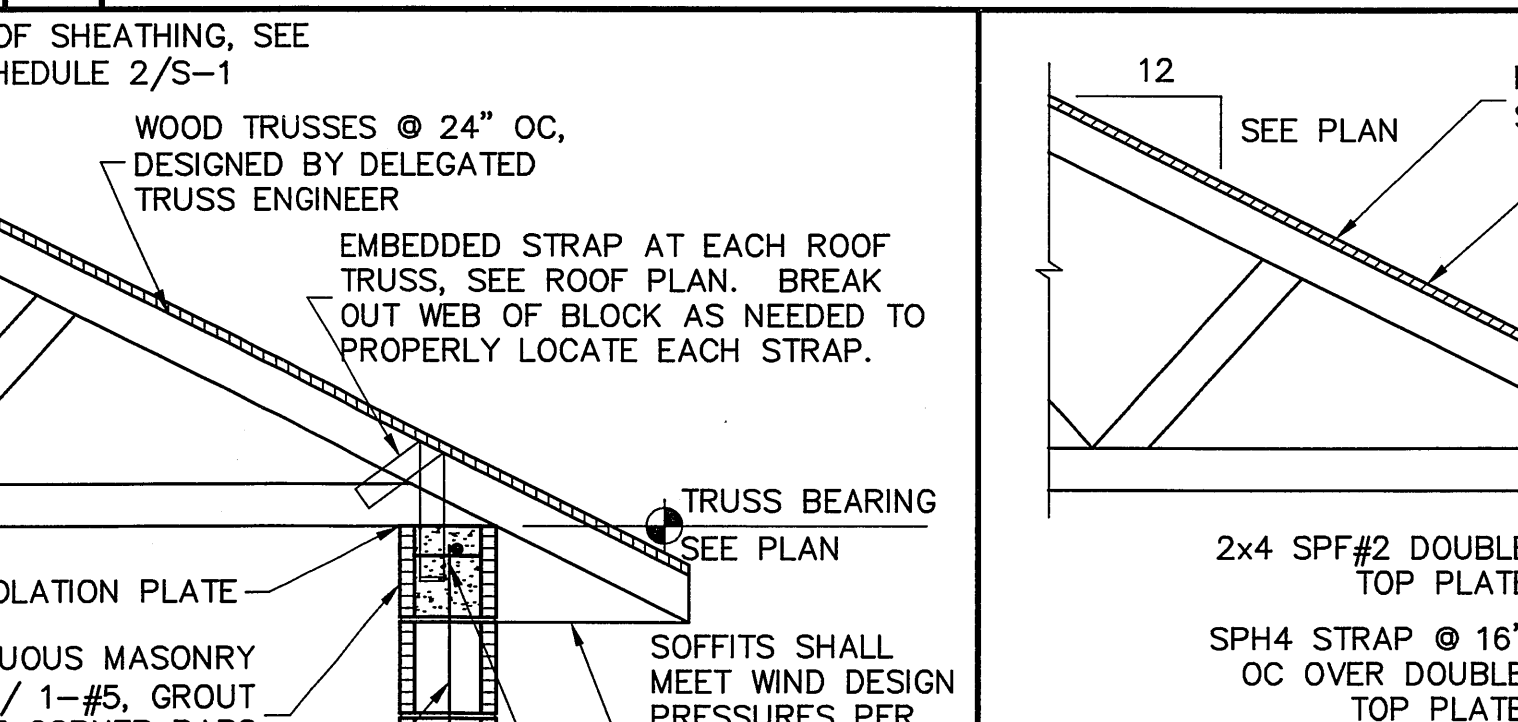 OF SHEATHING, SEE
HEDULE 2/S-1
WOOD TRUSSES @ 24” OC,
DESIGNED BY DELEGATED
TRUSS ENGINEER
EMBEDDED STRAP AT EACH ROOF
TRUSS, SEE ROOF PLAN. BREAK
OUT WEB OF BLOCK AS NEEDED TO
PROPERLY LOCATE EACH STRAP.
TRUSS BEARING
SEE PLAN
OLATION PLATE
UOUS MASONRY
/ 1-#5, GROUT
CORNER BARS
SOFFITS SHALL
MEET WIND DESIGN
PRESSURES PER
12
SEE PLAN
2x4 SPF#2 DOUBLE
TOP PLATE
SPH4 STRAP @ 16”
OC OVER DOUBLE
TOP PLATE